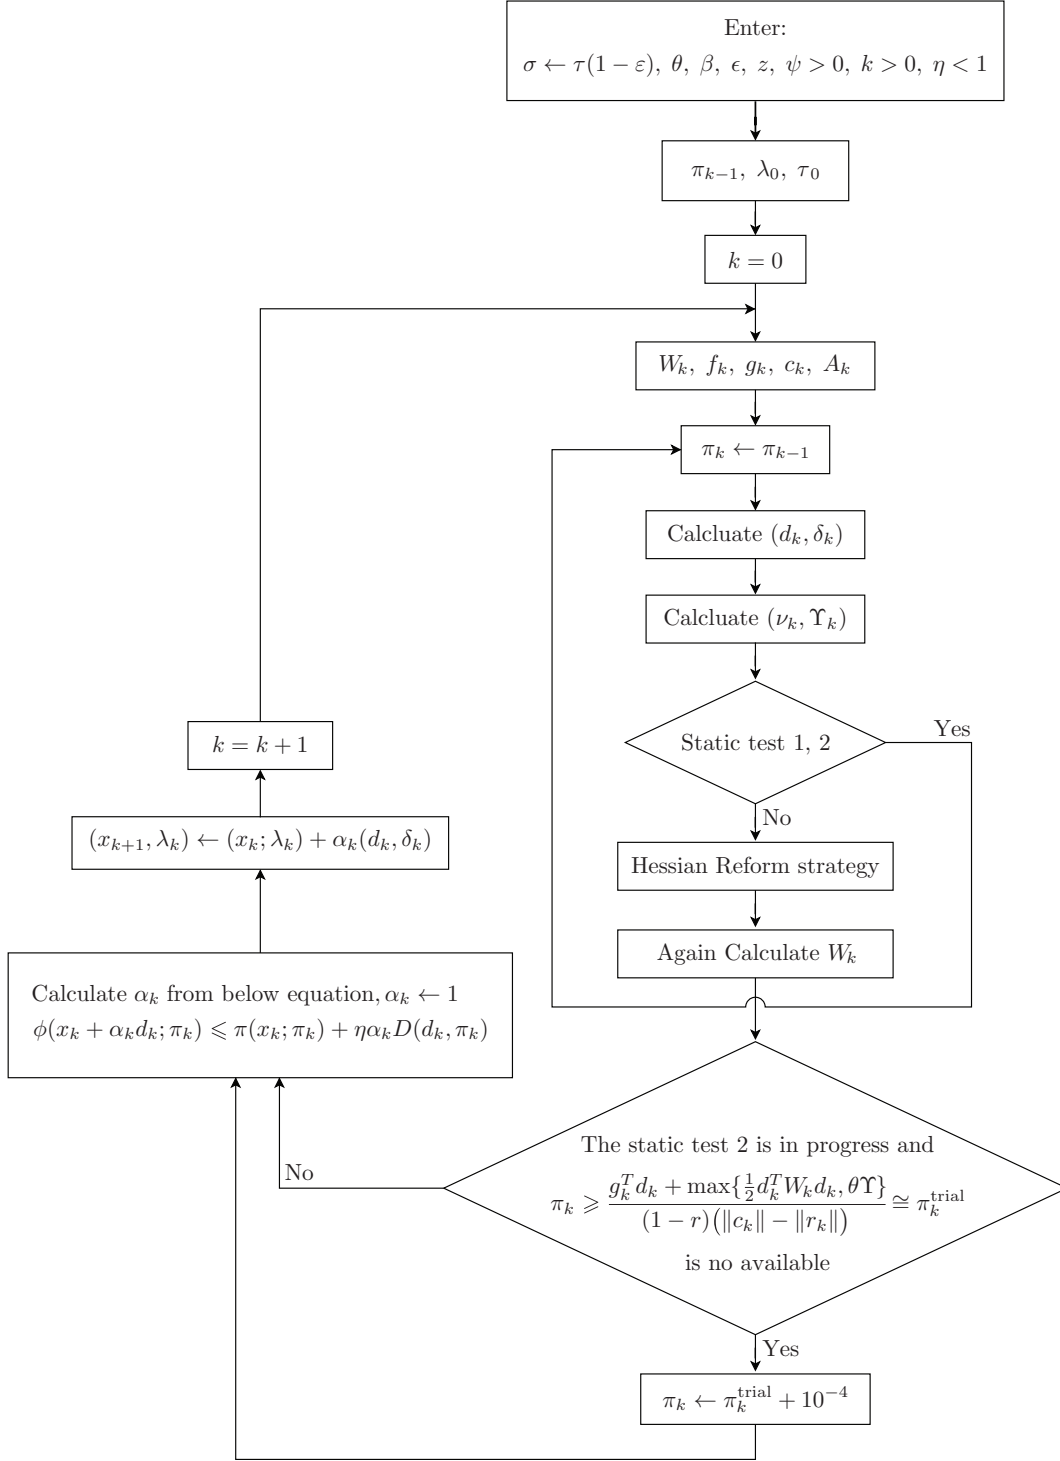 Enter:
σ ← τ(1 − ε), θ, β, ϵ, z, ψ > 0, k > 0, η < 1
π_{k−1}, λ_0, τ_0
k = 0
W_k, f_k, g_k, c_k, A_k
π_k ← π_{k−1}
Calcluate (d_k, δ_k)
Calcluate (ν_k, ϒ_k)
Static test 1, 2
Yes
No
Hessian Reform strategy
Again Calculate W_k
The static test 2 is in progress and
π_k ⩾ \frac{g_k^T d_k + max{\frac{1}{2} d_k^T W_k d_k, θϒ}}{(1 − r)(‖c_k‖ − ‖r_k‖)} ≅ π_k^{trial}
is no available
Yes
π_k ← π_k^{trial} + 10^{−4}
No
Calculate α_k from below equation, α_k ← 1
ϕ(x_k + α_k d_k; π_k) ⩽ π(x_k; π_k) + ηα_k D(d_k, π_k)
(x_{k+1}, λ_k) ← (x_k; λ_k) + α_k(d_k, δ_k)
k = k + 1